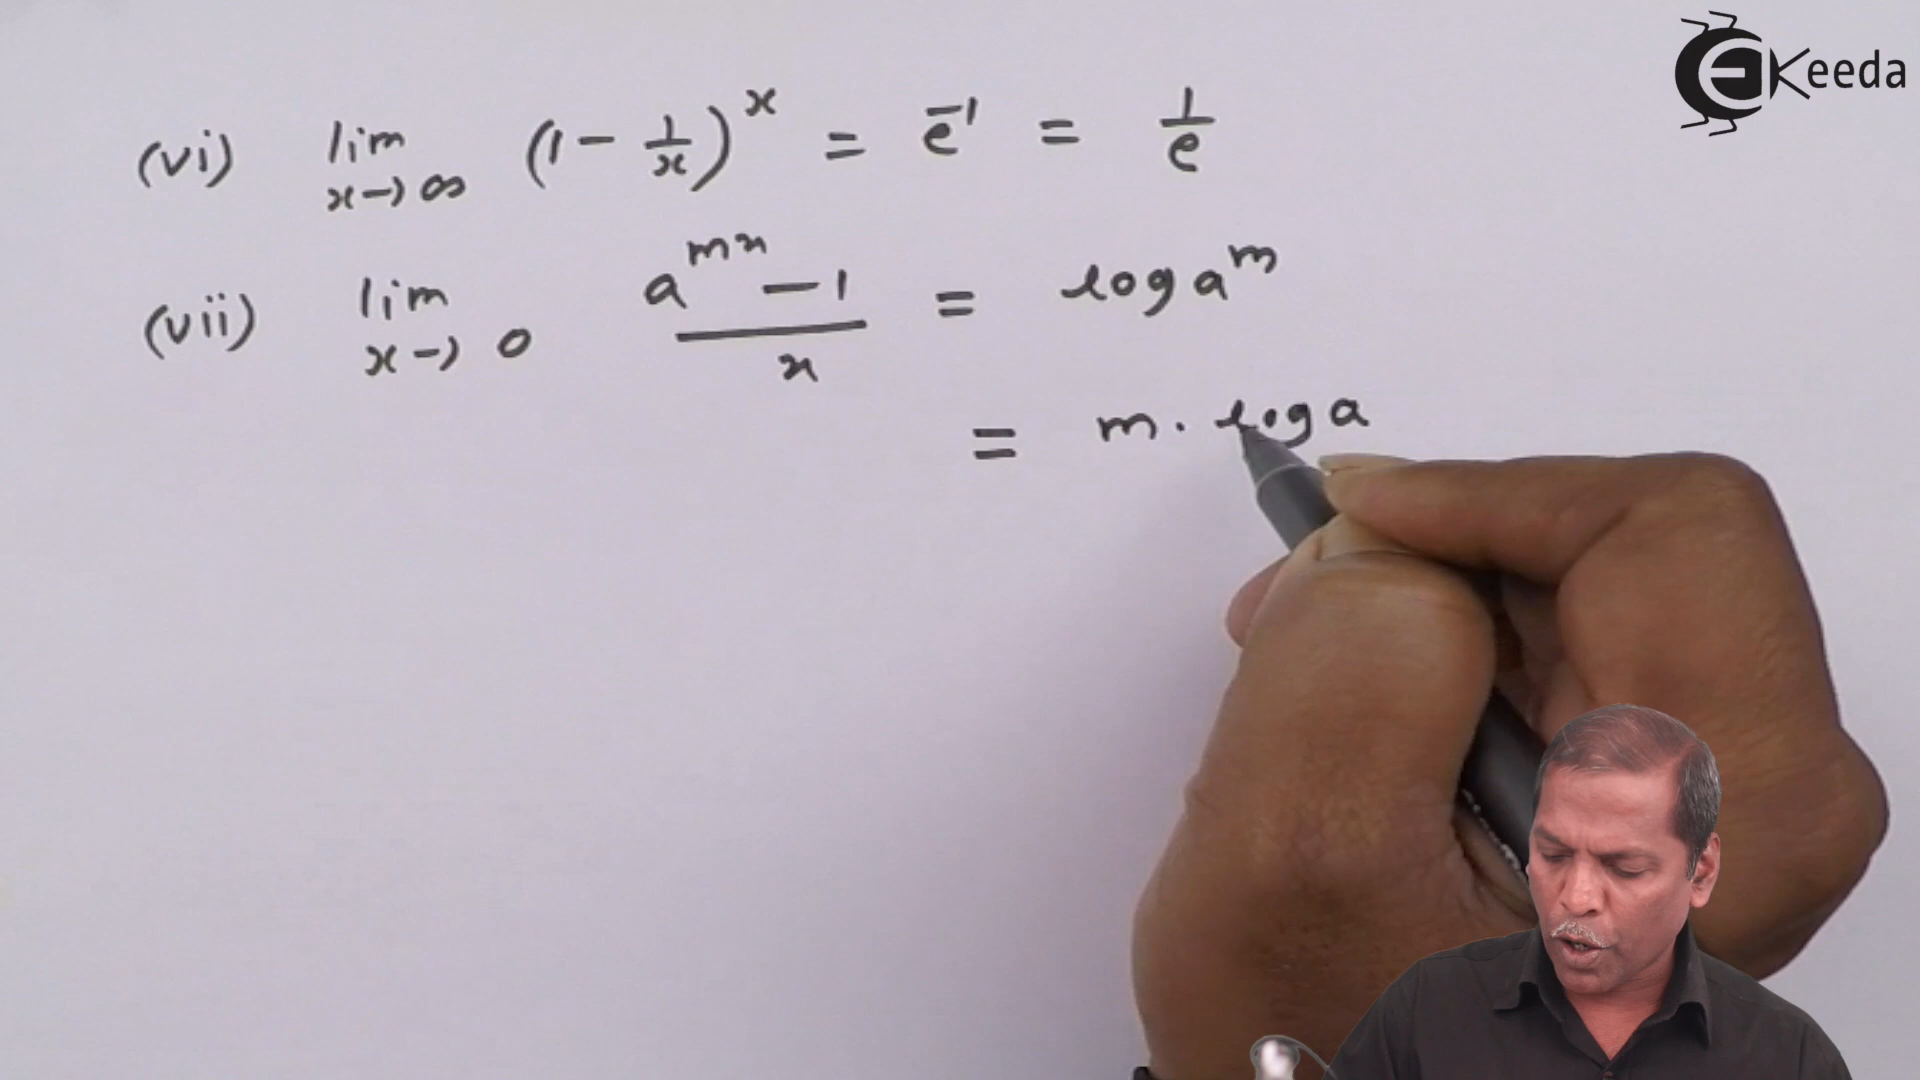 EKeeda
(vi) lim x→∞ (1 - 1/x)^x = e^-1 = 1/e
(vii) lim x→0 (a^mx - 1)/x = log a^m
= m. log a